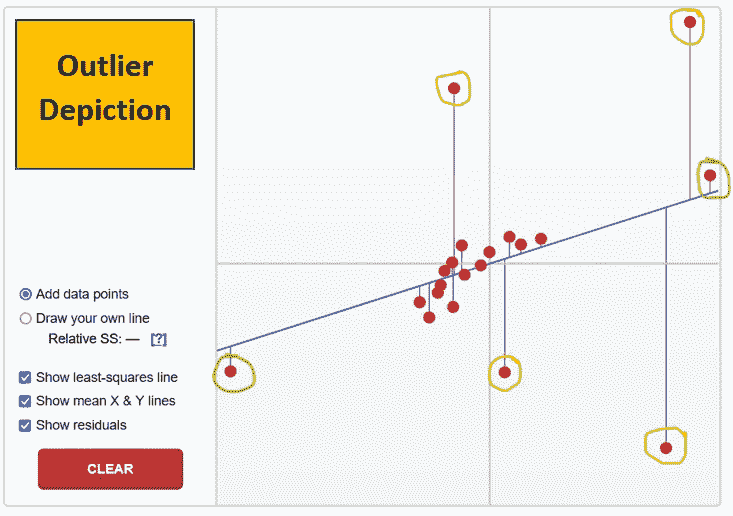 Outlier
Depiction
Add data points
Draw your own line
Relative SS: — [?]
Show least-squares line
Show mean X & Y lines
Show residuals
CLEAR